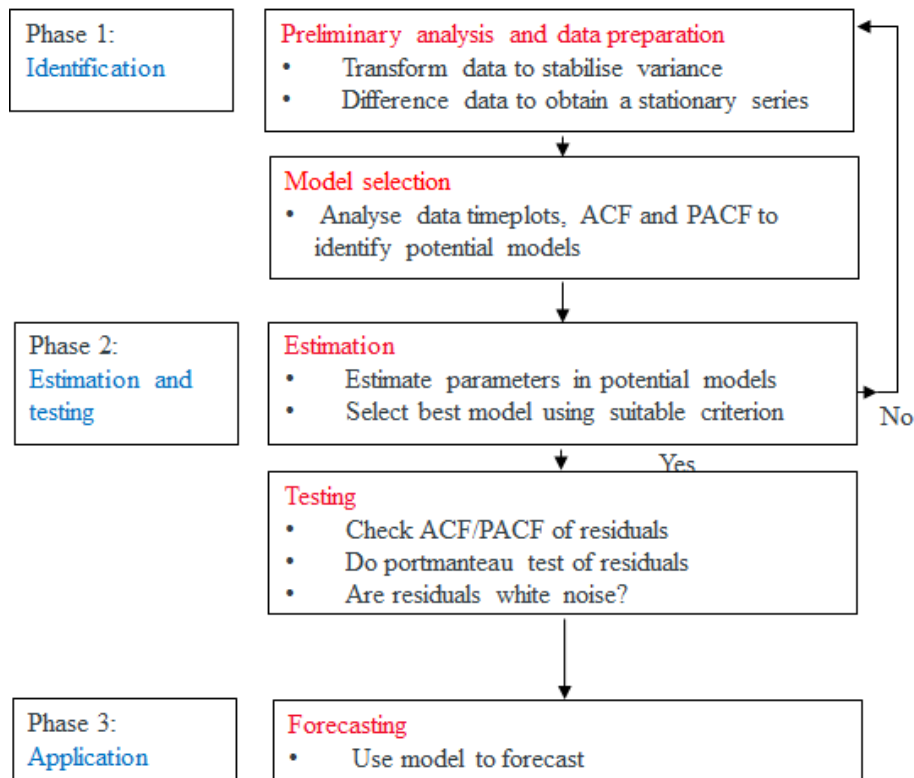 Phase 1:
Identification
Preliminary analysis and data preparation
• Transform data to stabilise variance
• Difference data to obtain a stationary series
Model selection
• Analyse data timeplots, ACF and PACF to
identify potential models
Phase 2:
Estimation and
testing
Estimation
• Estimate parameters in potential models
• Select best model using suitable criterion
No
Yes
Testing
• Check ACF/PACF of residuals
• Do portmanteau test of residuals
• Are residuals white noise?
Phase 3:
Application
Forecasting
• Use model to forecast